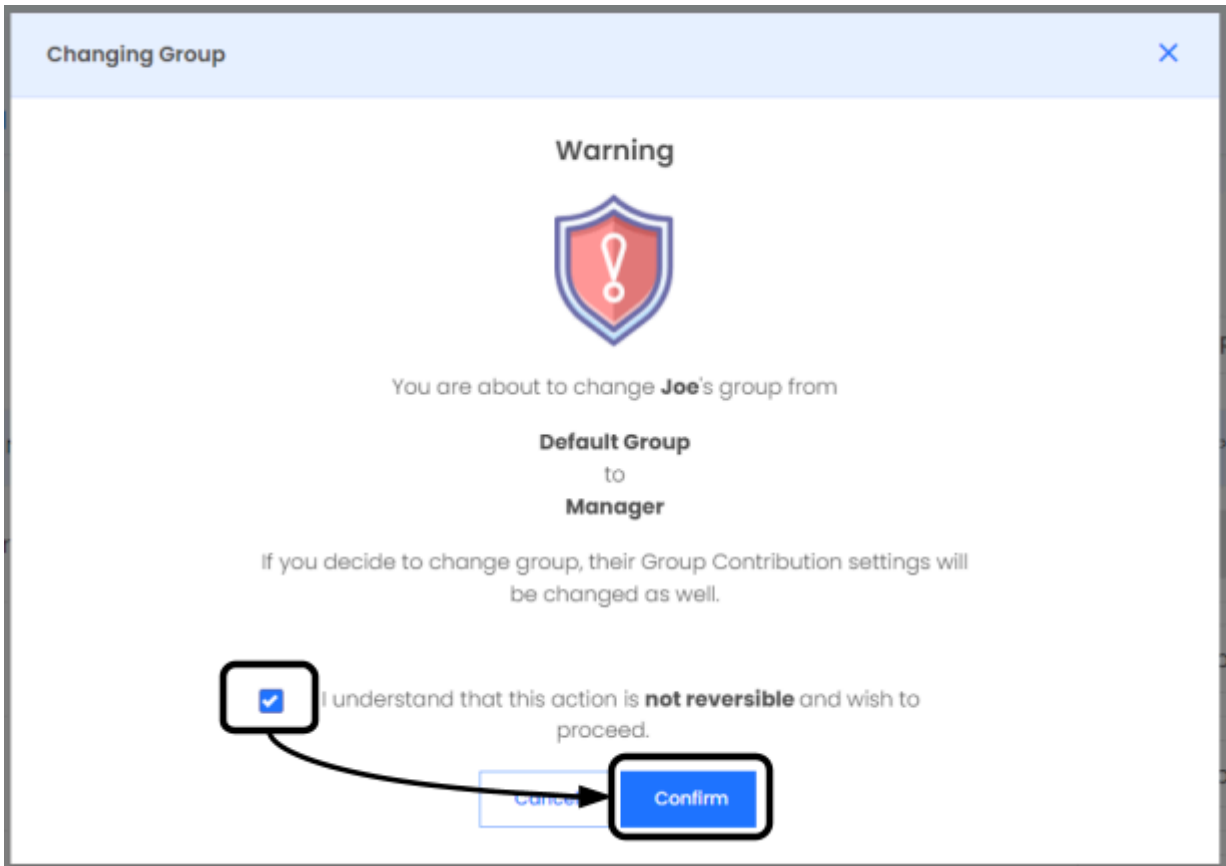 Changing Group
Warning
You are about to change Joe's group from
Default Group
to
Manager
If you decide to change group, their Group Contribution settings will
be changed as well.
I understand that this action is not reversible and wish to
proceed.
Cancel
Confirm